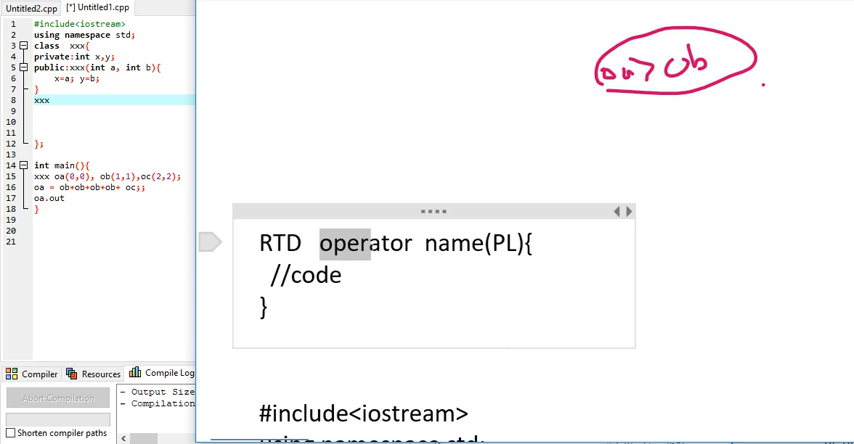 Untitled2.cpp [*] Untitled1.cpp
1 #include<iostream>
2 using namespace std;
3 class xxx{
4 private:int x,y;
5 public:xxx(int a, int b){
6 x=a; y=b;
7 }
8 xxx
9
10
11
12 };
13
14 int main(){
15 xxx oa(0,0), ob(1,1),oc(2,2);
16 oa = ob+ob+ob+ob+ oc;;
17 oa.out
18 }
19
20
21
oa> ob
RTD operator name(PL){
//code
}
#include<iostream>
using namespace std;
Compiler Resources Compile Log
Abort Compilation
Shorten compiler paths
- Output Size
- Compilation